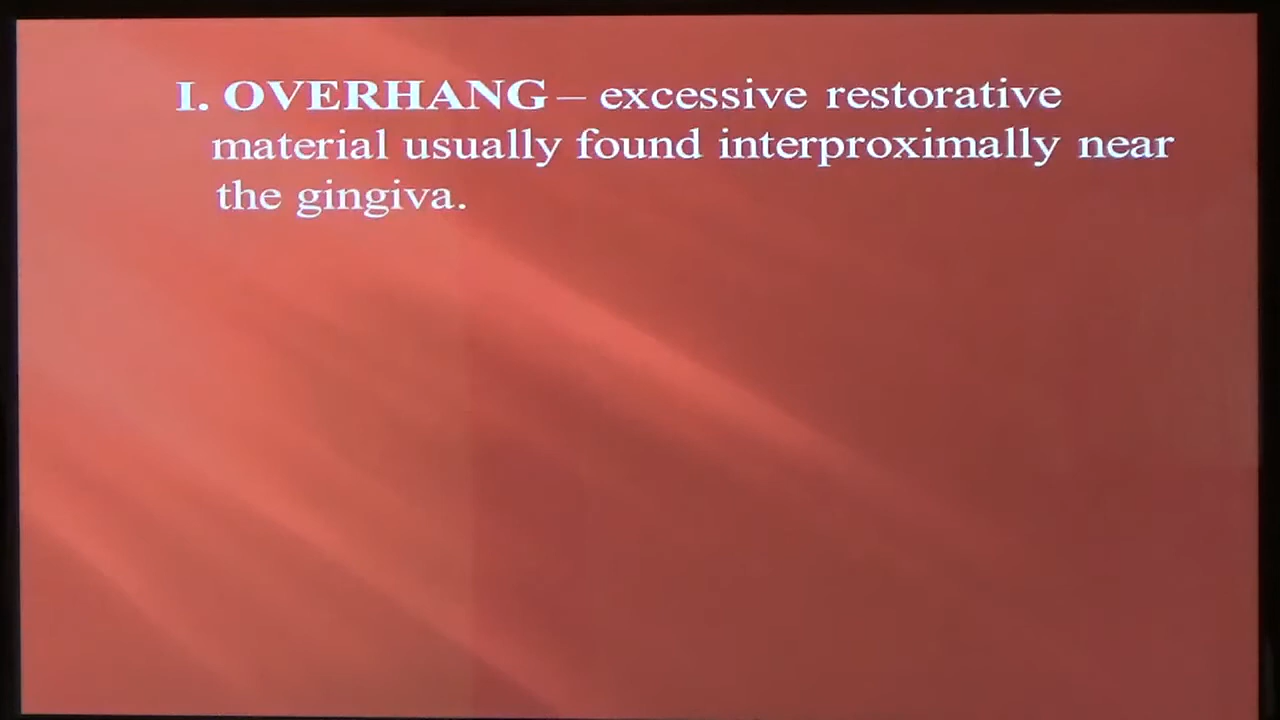 I. OVERHANG – excessive restorative
material usually found interproximally near
the gingiva.